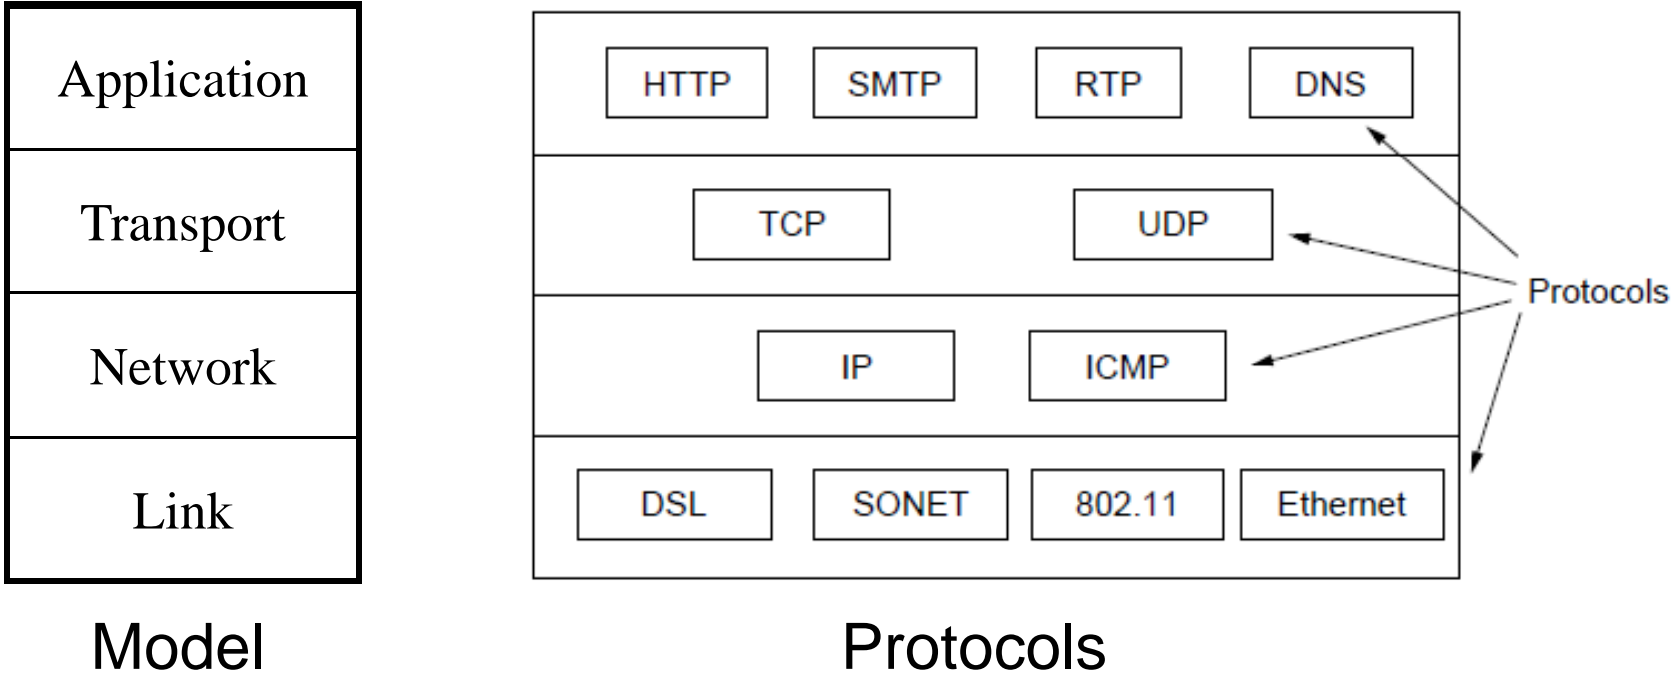 Application
Transport
Network
Link
Model
HTTP SMTP RTP DNS
TCP UDP
IP ICMP
DSL SONET 802.11 Ethernet
Protocols
Protocols